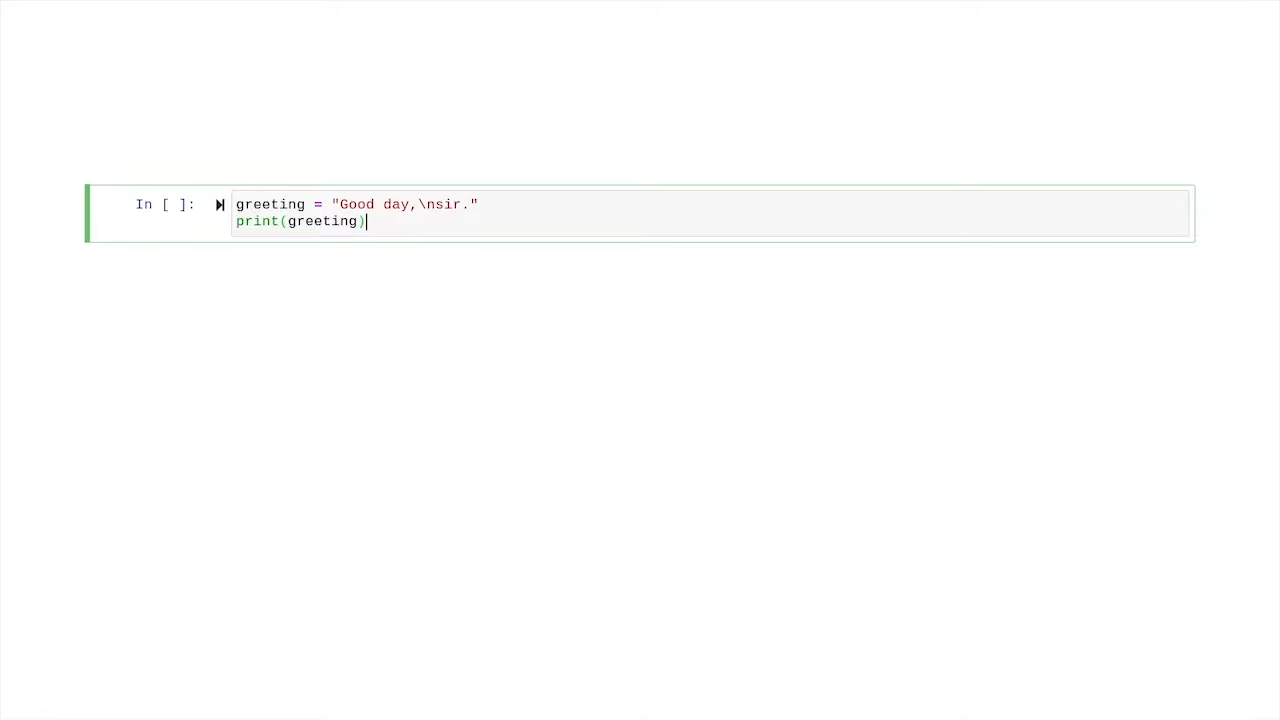 In [ ]: greeting = "Good day,\nsir."
print(greeting)